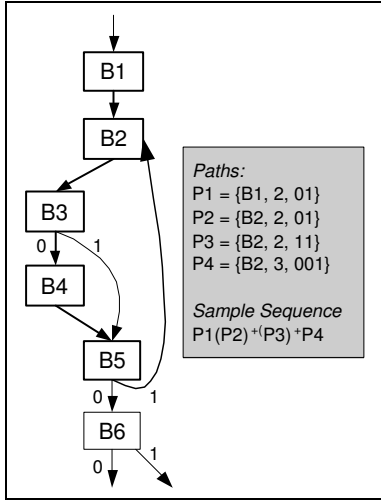 B1
B2
B3
0 1
B4
B5
0 1
B6
0 1
Paths:
P1 = {B1, 2, 01}
P2 = {B2, 2, 01}
P3 = {B2, 2, 11}
P4 = {B2, 3, 001}
Sample Sequence
P1(P2)⁺⁽P3)⁺P4